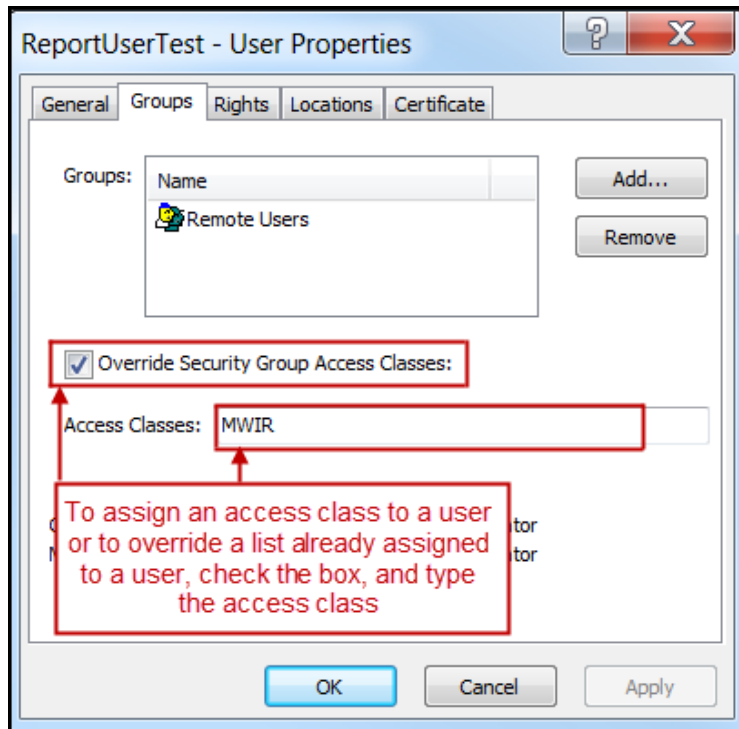 ReportUserTest - User Properties
General Groups Rights Locations Certificate
Groups:
Name
Remote Users
Add...
Remove
Override Security Group Access Classes:
Access Classes: MWIR
To assign an access class to a user
or to override a list already assigned
to a user, check the box, and type
the access class
OK Cancel Apply